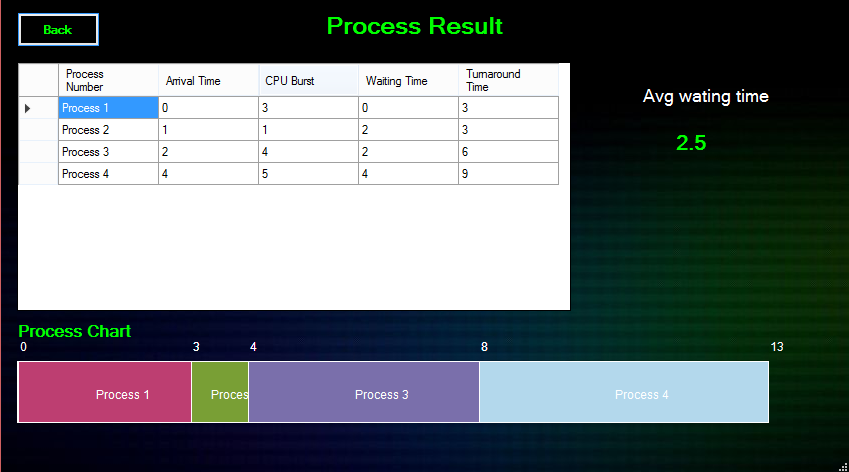 Back
Process Result
Process Number Arrival Time CPU Burst Waiting Time Turnaround Time
Process 1 0 3 0 3
Process 2 1 1 2 3
Process 3 2 4 2 6
Process 4 4 5 4 9
Avg wating time
2.5
Process Chart
0 3 4 8 13
Process 1 Proces Process 3 Process 4